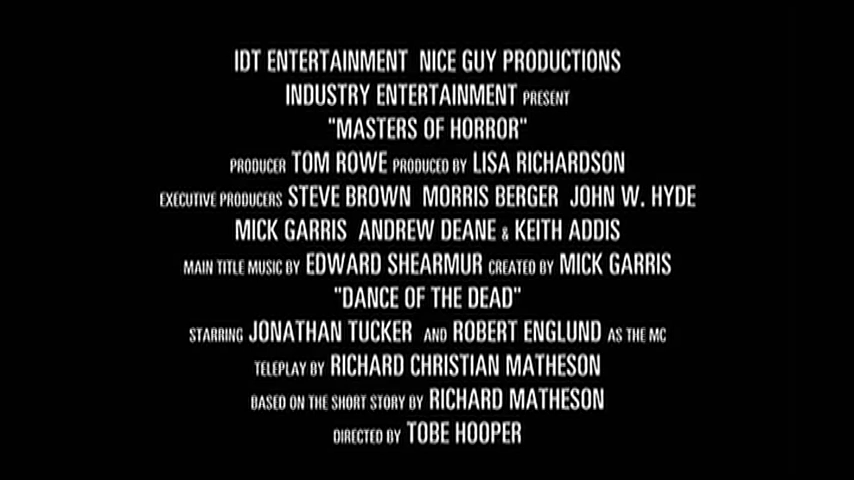 IDT ENTERTAINMENT NICE GUY PRODUCTIONS
INDUSTRY ENTERTAINMENT PRESENT
"MASTERS OF HORROR"
PRODUCER TOM ROWE PRODUCED BY LISA RICHARDSON
EXECUTIVE PRODUCERS STEVE BROWN MORRIS BERGER JOHN W. HYDE
MICK GARRIS ANDREW DEANE & KEITH ADDIS
MAIN TITLE MUSIC BY EDWARD SHEARMUR CREATED BY MICK GARRIS
"DANCE OF THE DEAD"
STARRING JONATHAN TUCKER AND ROBERT ENGLUND AS THE MC
TELEPLAY BY RICHARD CHRISTIAN MATHESON
BASED ON THE SHORT STORY BY RICHARD MATHESON
DIRECTED BY TOBE HOOPER